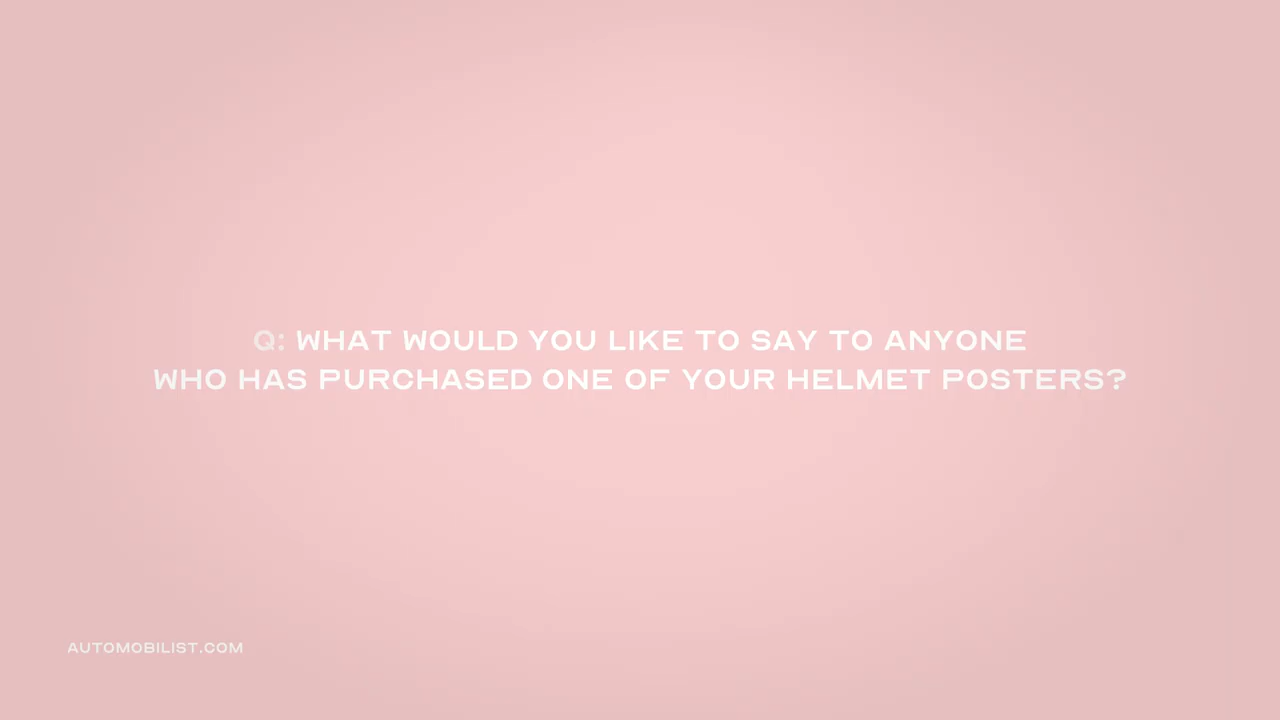 Q: WHAT WOULD YOU LIKE TO SAY TO ANYONE
WHO HAS PURCHASED ONE OF YOUR HELMET POSTERS?
AUTOMOBILIST.COM